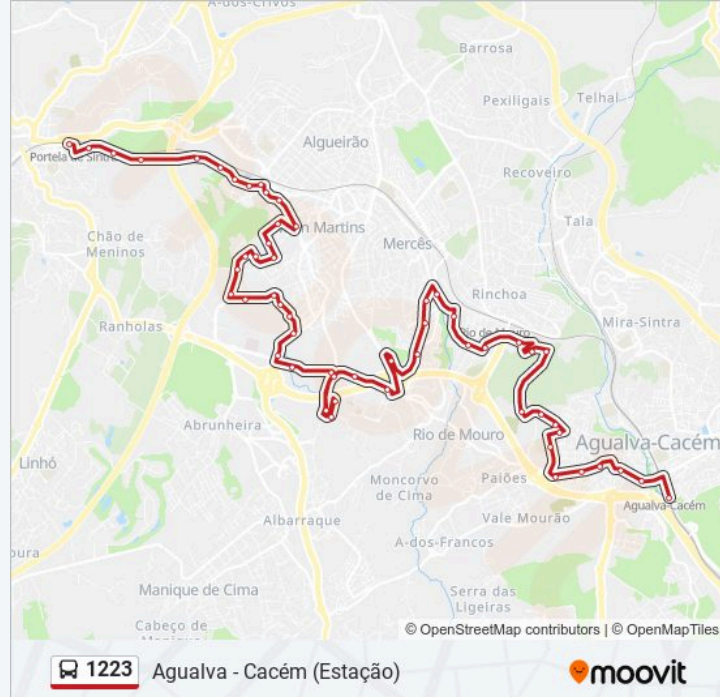 A-dos-Crivos
Barrosa
Pexiligais
Telhal
Algueirão
Portela de Sintra
Recoveiro
Tala
Martins
Chão de
Meninos
Mercês
Rinchoa
Mira-Sintra
Ranholas
Rio de Mouro
Abrunheira
Rio de Mouro
Agualva-Cacém
Linhó
Moncorvo
de Cima
Paiões
Agualva-Cacém
Albarraque
Vale Mourão
A-dos-Francos
oura
Manique de Cima
Serra das
Ligeiras
Cabeço de
© OpenStreetMap contributors | © OpenMapTiles
1223 Agualva - Cacém (Estação)
moovit